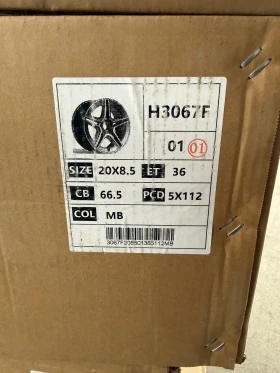 H3067F
01 01
SIZE 20X8.5 ET 36
CB 66.5 PCD 5X112
COL MB